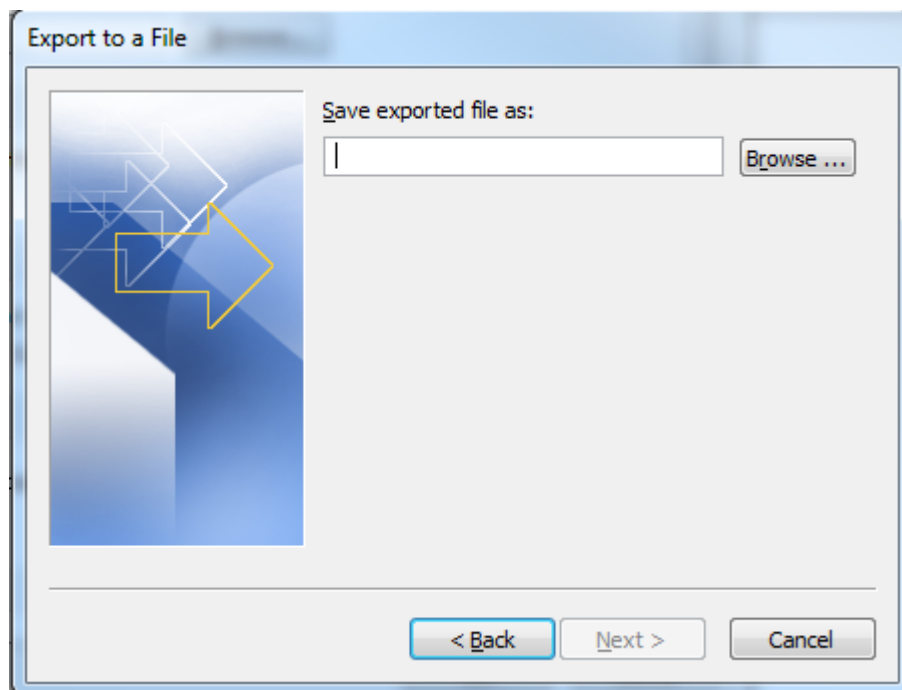 Export to a File
Save exported file as:
Browse ...
< Back
Next >
Cancel